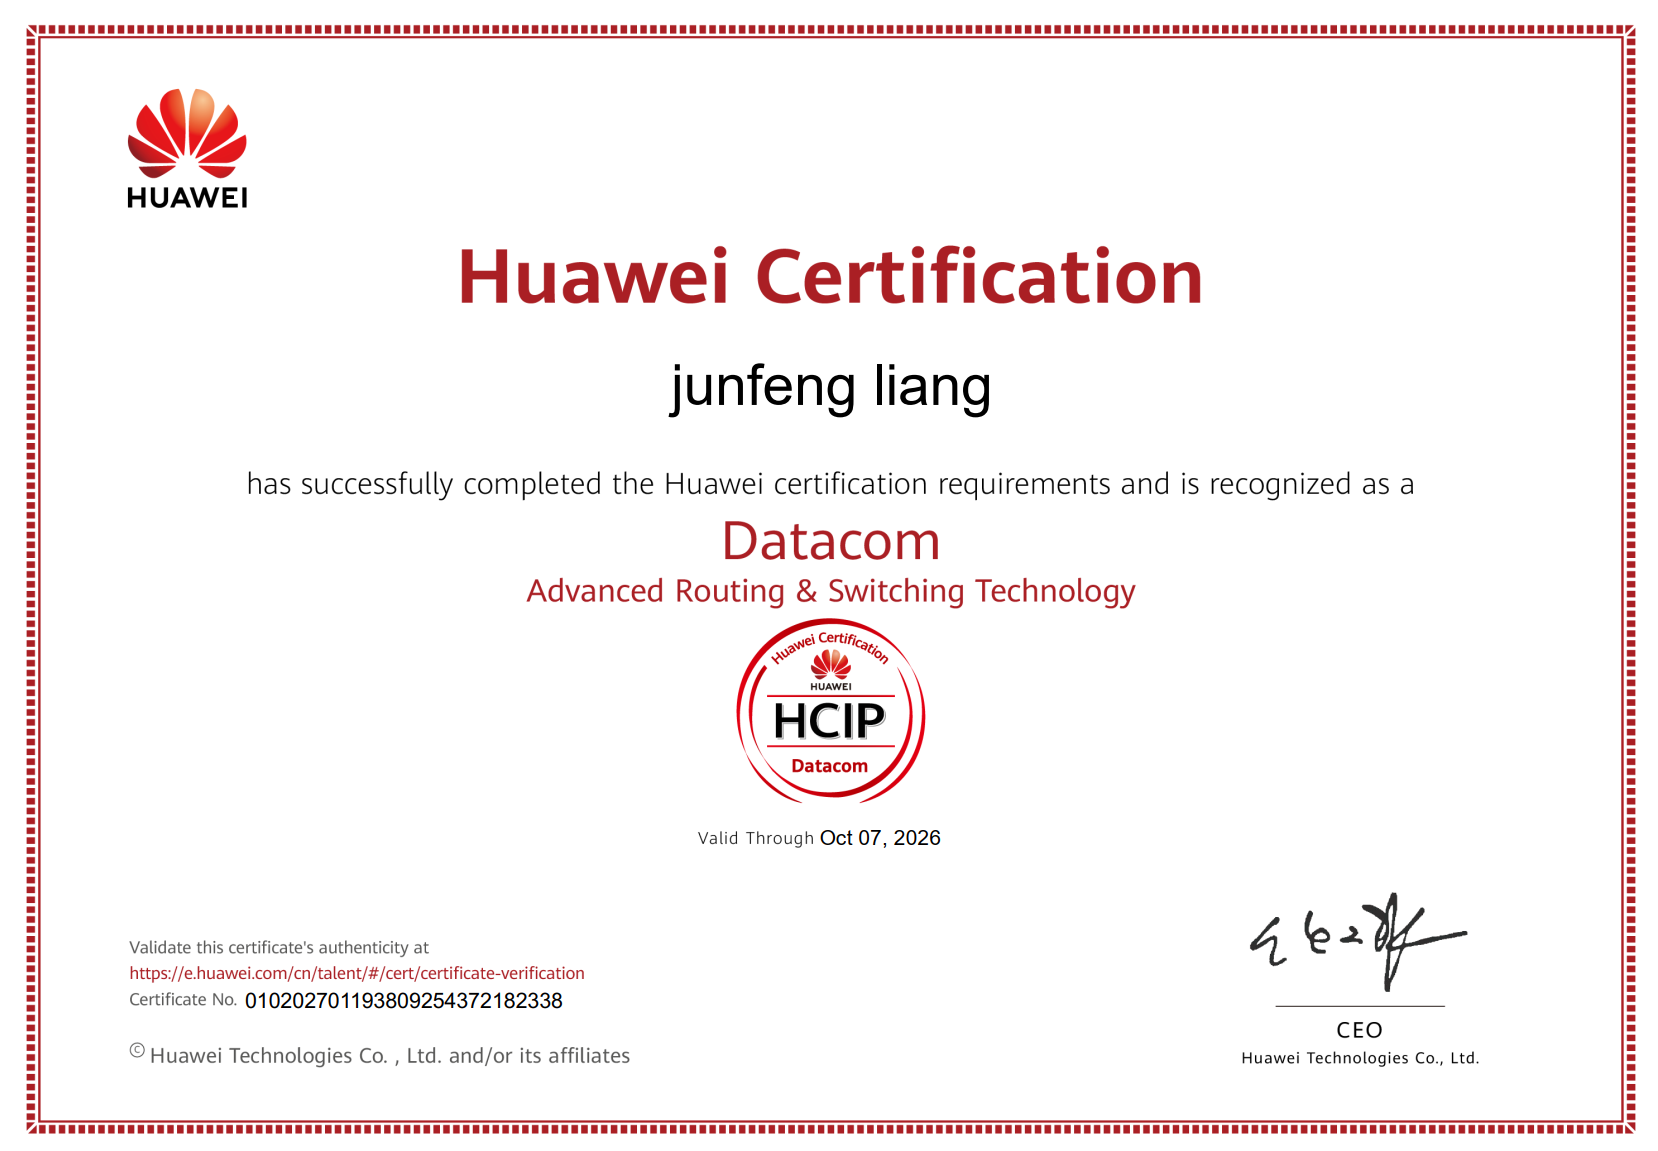 HUAWEI
Huawei Certification
junfeng liang
has successfully completed the Huawei certification requirements and is recognized as a
Datacom
Advanced Routing & Switching Technology
Huawei Certification
HUAWEI
HCIP
Datacom
Valid Through Oct 07, 2026
Validate this certificate's authenticity at
https://e.huawei.com/cn/talent/#/cert/certificate-verification
Certificate No. 010202701193809254372182338
© Huawei Technologies Co. , Ltd. and/or its affiliates
CEO
Huawei Technologies Co., Ltd.